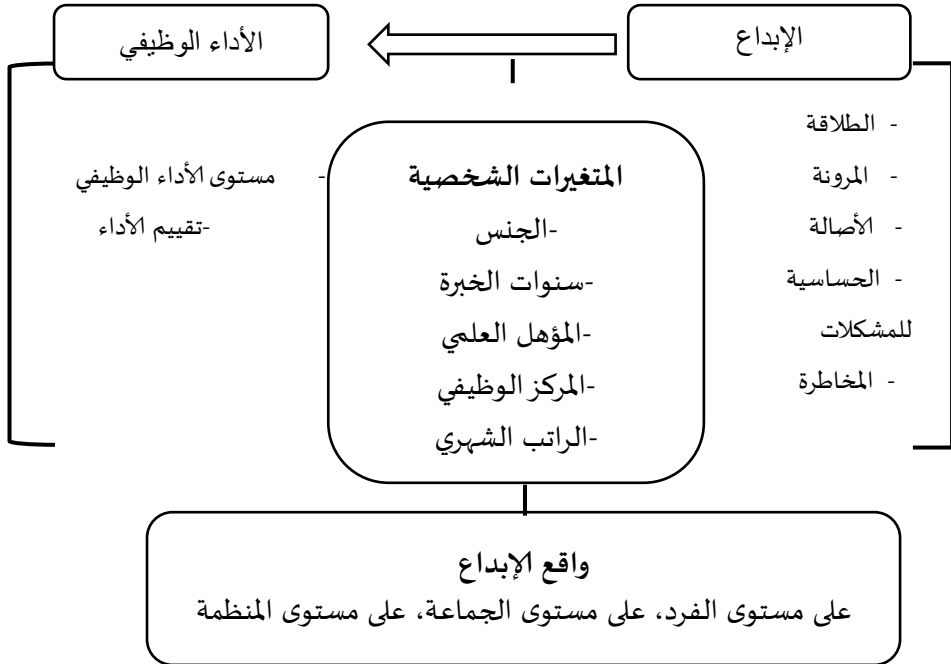 الإبداع
الأداء الوظيفي
- الطلاقة
- المرونة
- الأصالة
- الحساسية
للمشكلات
- المخاطرة
المتغيرات الشخصية
-الجنس
-سنوات الخبرة
-المؤهل العلمي
-المركز الوظيفي
-الراتب الشهري
- مستوى الأداء الوظيفي
-تقييم الأداء
واقع الإبداع
على مستوى الفرد، على مستوى الجماعة، على مستوى المنظمة